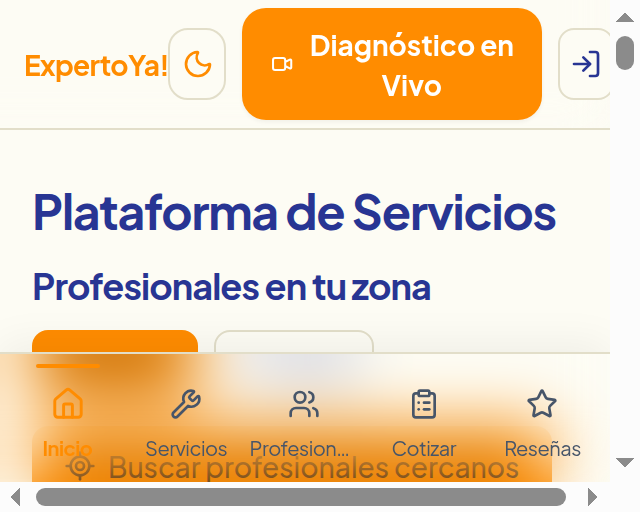 ExpertoYa!
Diagnóstico en
Vivo
Plataforma de Servicios
Profesionales en tu zona
Inicio
Servicios
Profesion...
Cotizar
Reseñas
Buscar profesionales cercanos